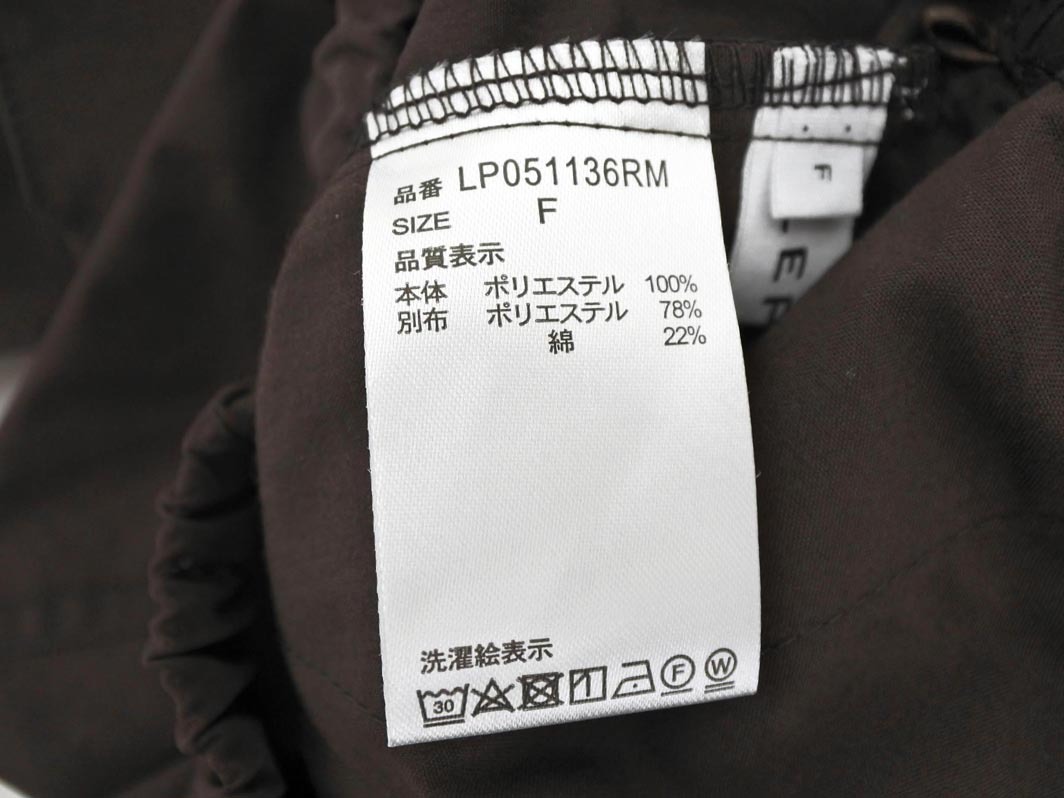 品番 LP051136RM
SIZE F
品質表示
本体 ポリエステル 100%
別布 ポリエステル 78%
綿 22%
洗濯絵表示
30 F W
F